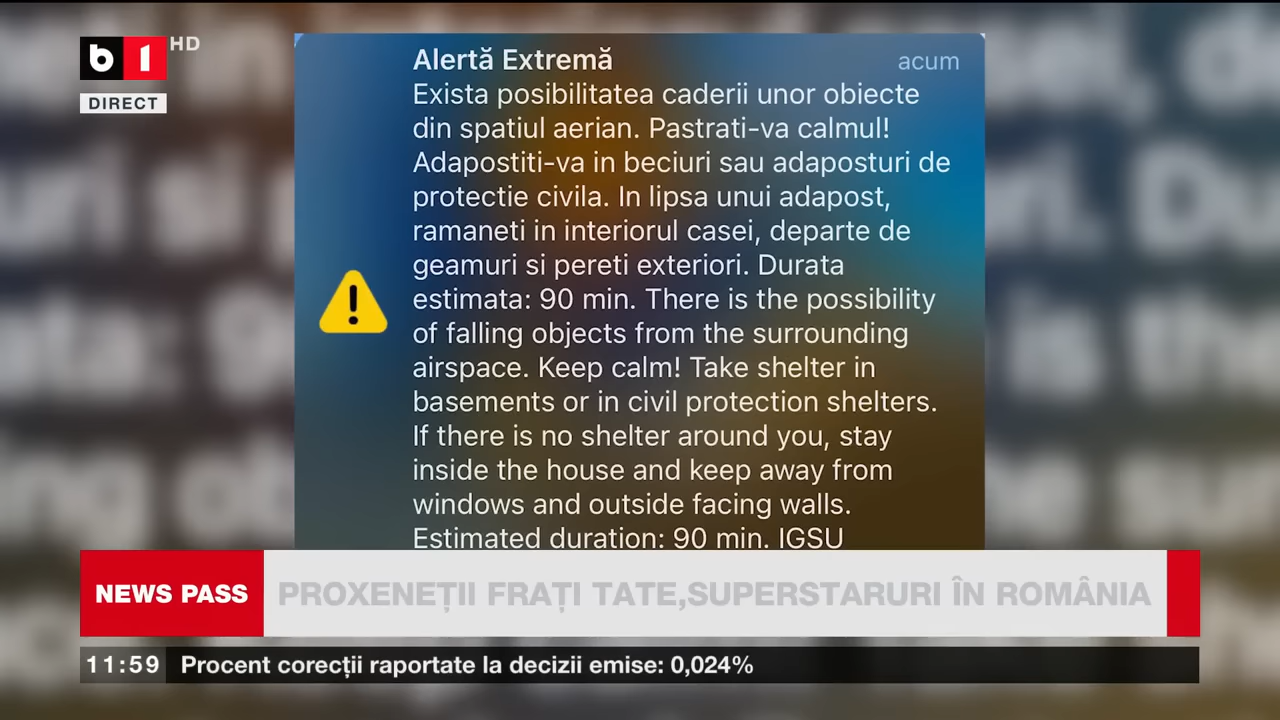 b1 HD
DIRECT
Alertă Extremă
acum
Exista posibilitatea caderii unor obiecte
din spatiul aerian. Pastrati-va calmul!
Adapostiti-va in beciuri sau adaposturi de
protectie civila. In lipsa unui adapost,
ramaneti in interiorul casei, departe de
geamuri si pereti exteriori. Durata
estimata: 90 min. There is the possibility
of falling objects from the surrounding
airspace. Keep calm! Take shelter in
basements or in civil protection shelters.
If there is no shelter around you, stay
inside the house and keep away from
windows and outside facing walls.
Estimated duration: 90 min. IGSU
NEWS PASS
PROXENEȚII FRAȚI TATE,SUPERSTARURI ÎN ROMÂNIA
11:59 Procent corecții raportate la decizii emise: 0,024%